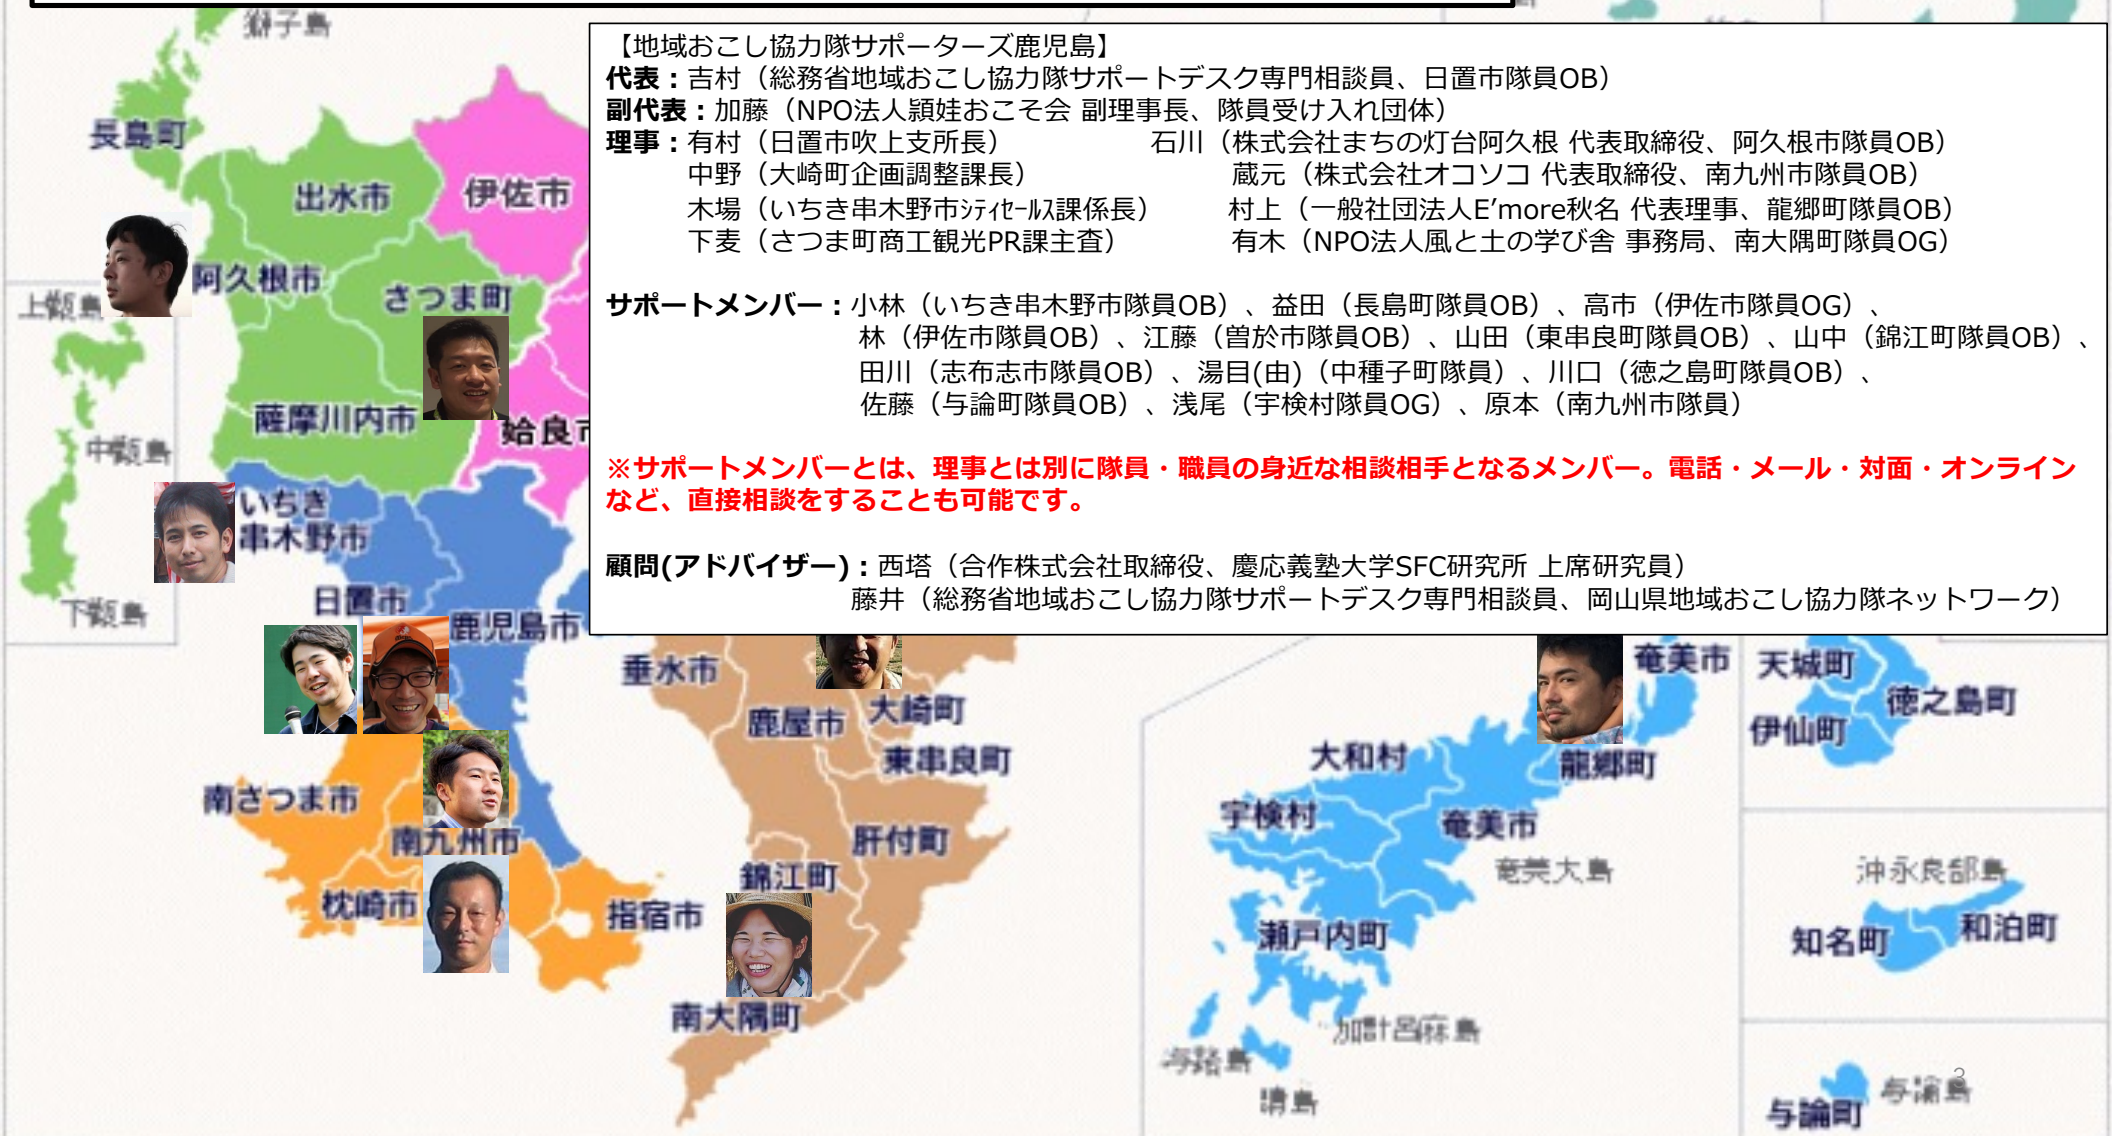 獅子島
【地域おこし協力隊サポーターズ鹿児島】
代表：吉村（総務省地域おこし協力隊サポートデスク専門相談員、日置市隊員OB）
副代表：加藤（NPO法人頴娃おこそ会 副理事長、隊員受け入れ団体）
理事：有村（日置市吹上支所長） 石川（株式会社まちの灯台阿久根 代表取締役、阿久根市隊員OB）
中野（大崎町企画調整課長） 蔵元（株式会社オコソコ 代表取締役、南九州市隊員OB）
木場（いちき串木野市ｼﾃｨｾｰﾙｽ課係長） 村上（一般社団法人E’more秋名 代表理事、龍郷町隊員OB）
下麦（さつま町商工観光PR課主査） 有木（NPO法人風と土の学び舎 事務局、南大隅町隊員OG）
サポートメンバー：小林（いちき串木野市隊員OB）、益田（長島町隊員OB）、高市（伊佐市隊員OG）、
林（伊佐市隊員OB）、江藤（曽於市隊員OB）、山田（東串良町隊員OB）、山中（錦江町隊員OB）、
田川（志布志市隊員OB）、湯目(由)（中種子町隊員）、川口（徳之島町隊員OB）、
佐藤（与論町隊員OB）、浅尾（宇検村隊員OG）、原本（南九州市隊員）
※サポートメンバーとは、理事とは別に隊員・職員の身近な相談相手となるメンバー。電話・メール・対面・オンライン
など、直接相談をすることも可能です。
顧問(アドバイザー)：西塔（合作株式会社取締役、慶応義塾大学SFC研究所 上席研究員）
藤井（総務省地域おこし協力隊サポートデスク専門相談員、岡山県地域おこし協力隊ネットワーク）
長島町
出水市
伊佐市
阿久根市
さつま町
上甑島
薩摩川内市
姶良市
中甑島
いちき
串木野市
日置市
下甑島
鹿児島市
垂水市
奄美市
天城町
徳之島町
鹿屋市
大崎町
伊仙町
東串良町
大和村
龍郷町
南さつま市
宇検村
奄美市
南九州市
肝付町
奄美大島
沖永良部島
錦江町
枕崎市
指宿市
瀬戸内町
知名町
和泊町
南大隅町
加計呂麻島
与路島
請島
3
与論島
与論町